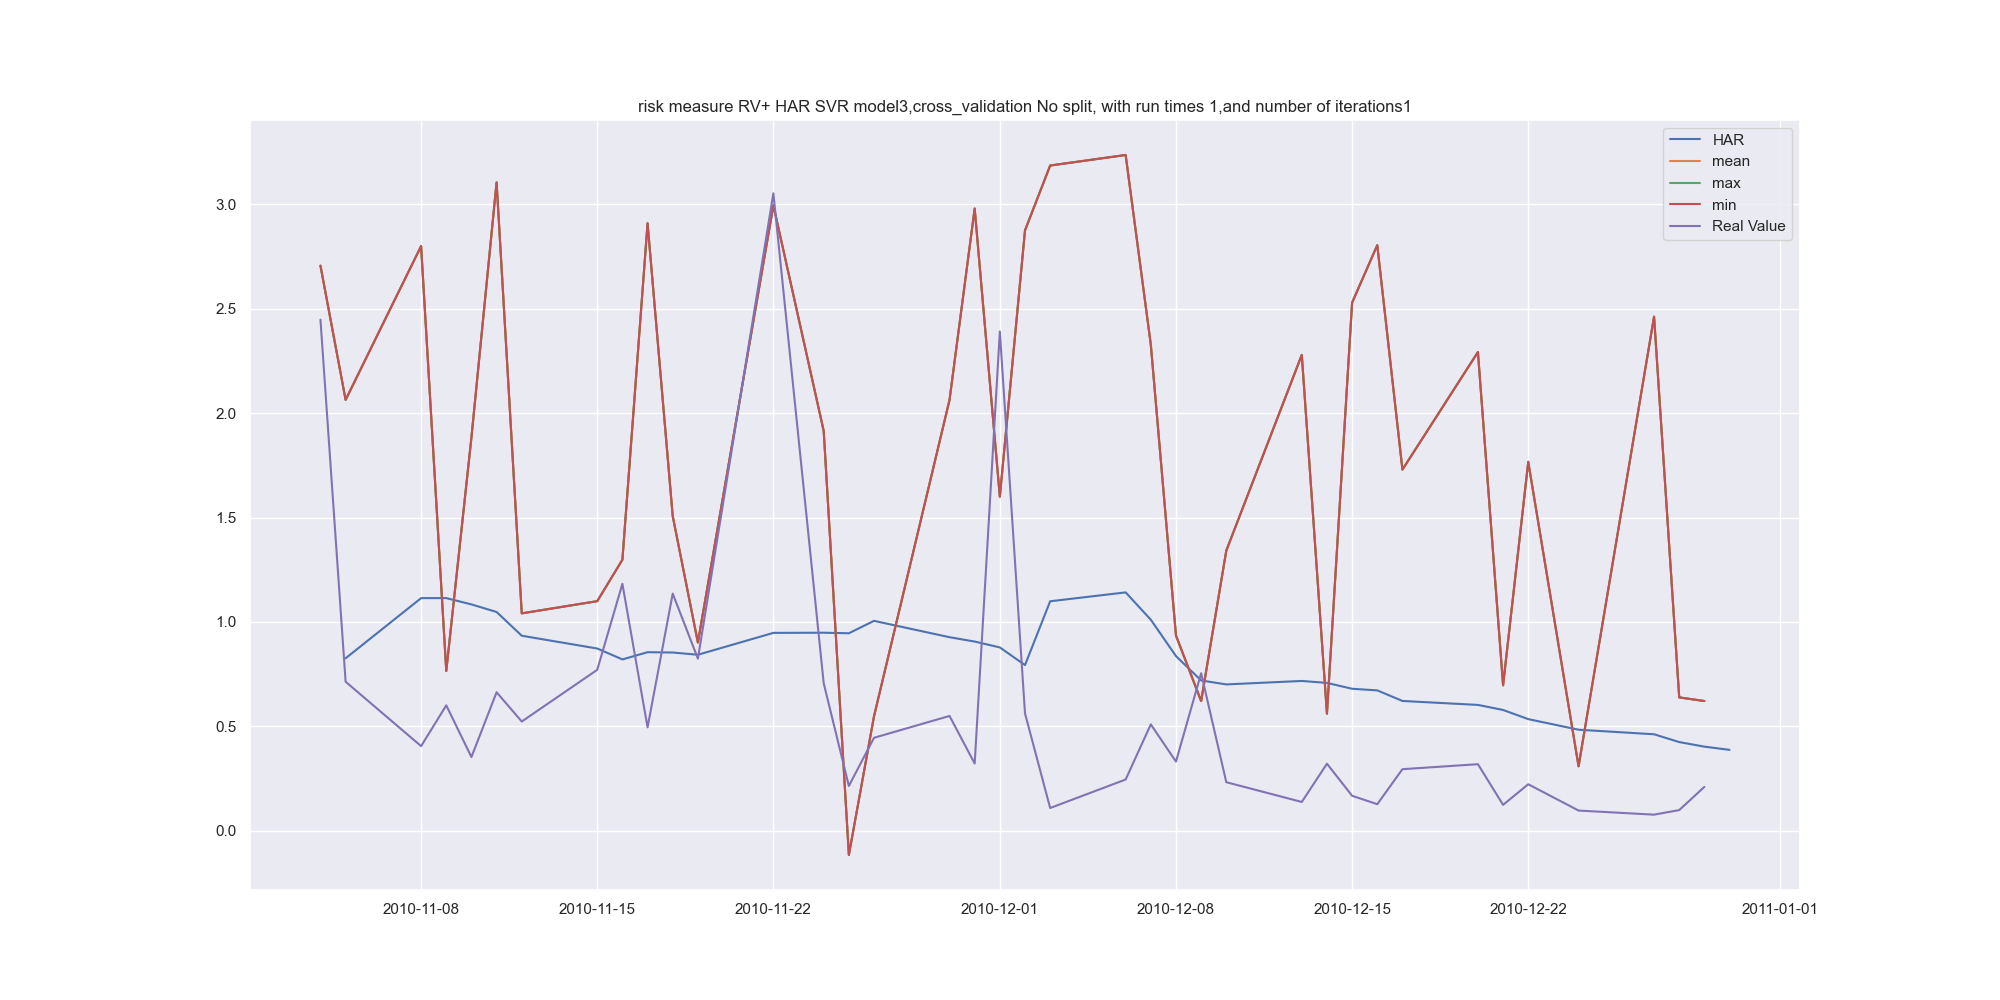 risk measure RV+ HAR SVR model3,cross_validation No split, with run times 1,and number of iterations1
HAR
mean
max
min
Real Value
3.0
2.5
2.0
1.5
1.0
0.5
0.0
2010-11-08
2010-11-15
2010-11-22
2010-12-01
2010-12-08
2010-12-15
2010-12-22
2011-01-01